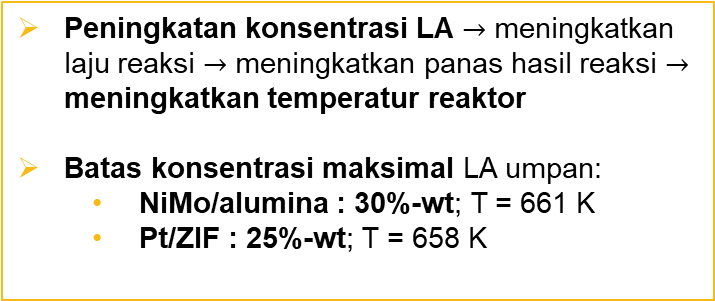 ➢ Peningkatan konsentrasi LA → meningkatkan
laju reaksi → meningkatkan panas hasil reaksi →
meningkatkan temperatur reaktor
➢ Batas konsentrasi maksimal LA umpan:
• NiMo/alumina : 30%-wt; T = 661 K
• Pt/ZIF : 25%-wt; T = 658 K